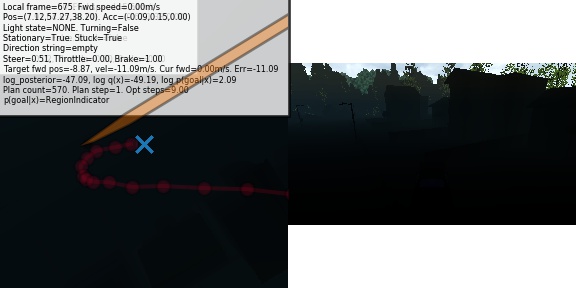 Local frame=675: Fwd speed=0.00m/s
Pos=(7.12,57.27,38.20). Acc=(-0.09,0.15,0.00)
Light state=NONE. Turning=False
Stationary=True. Stuck=True
Direction string=empty
Steer=0.51, Throttle=0.00, Brake=1.00
Target fwd pos=-8.87, vel=-11.09m/s. Cur fwd=0.00m/s. Err=-11.09
log_posterior=-47.09, log q(x)=-49.19, log p(goal|x)=2.09
Plan count=570. Plan step=1. Opt steps=9.00
p(goal|x)=RegionIndicator